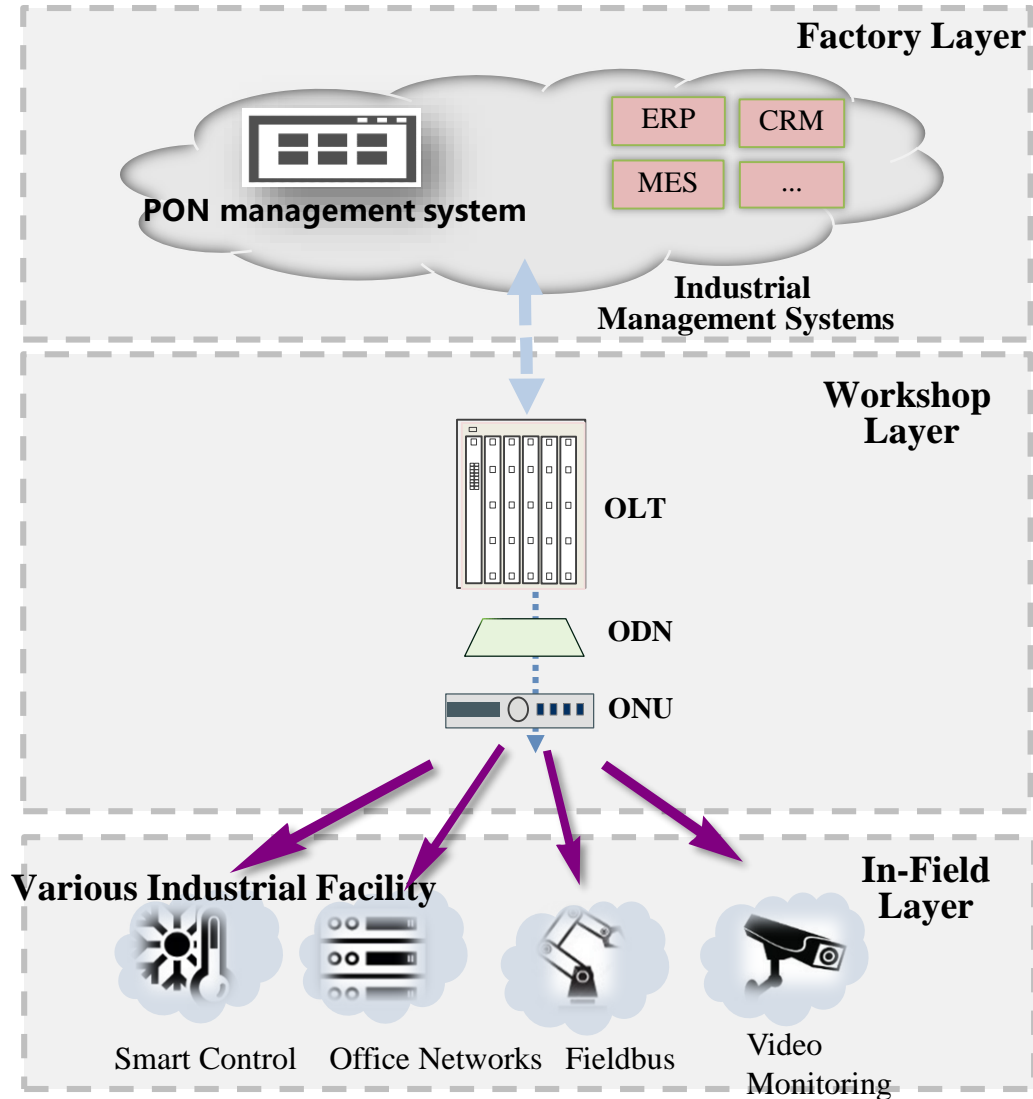 Factory Layer
ERP
CRM
MES
...
PON management system
Industrial
Management Systems
Workshop
Layer
OLT
ODN
ONU
In-Field
Layer
Various Industrial Facility
Smart Control
Office Networks
Fieldbus
Video
Monitoring